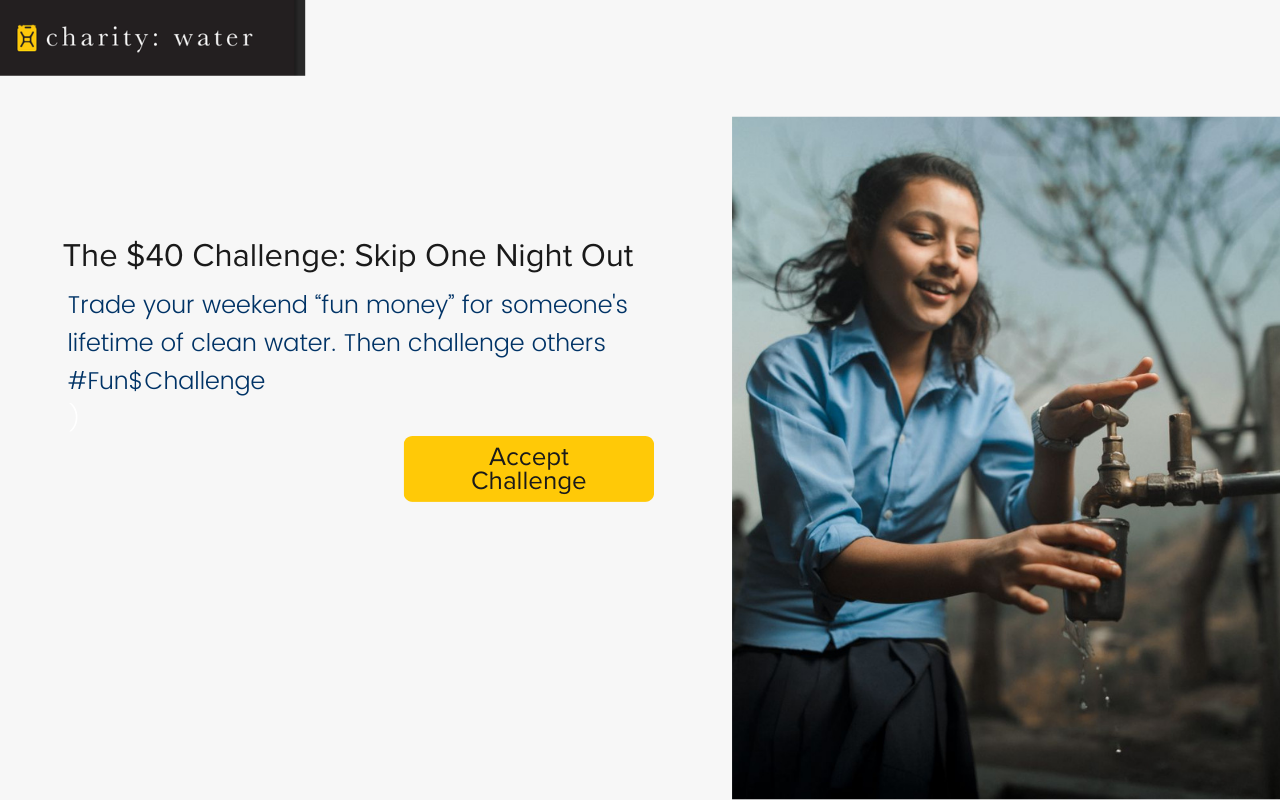 charity: water
The $40 Challenge: Skip One Night Out
Trade your weekend “fun money” for someone's
lifetime of clean water. Then challenge others
#Fun$Challenge
)
Accept
Challenge